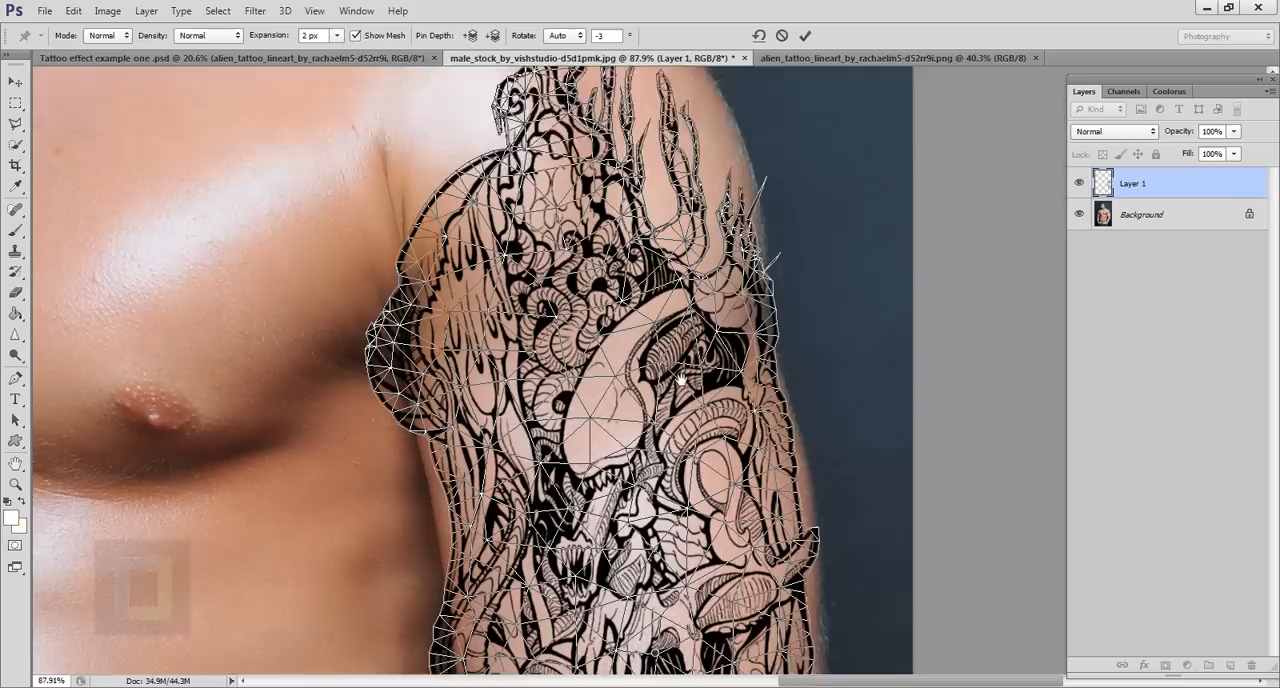 Ps File Edit Image Layer Type Select Filter 3D View Window Help
Mode: Normal Density: Normal Expansion: 2 px Show Mesh Pin Depth: Rotate: Auto -3 ° Photography
Tattoo effect example one .psd @ 20.6% (alien_tattoo_lineart_by_rachaelm5-d52rr9i, RGB/8*) × male_stock_by_vishstudio-d5d1pmk.jpg @ 87.9% (Layer 1, RGB/8*) * × alien_tattoo_lineart_by_rachaelm5-d52rr9i.png @ 40.3% (RGB/8) ×
Layers Channels Coolorus
Kind
Normal Opacity: 100%
Lock: Fill: 100%
Layer 1
Background
87.91% Doc: 34.9M/44.3M